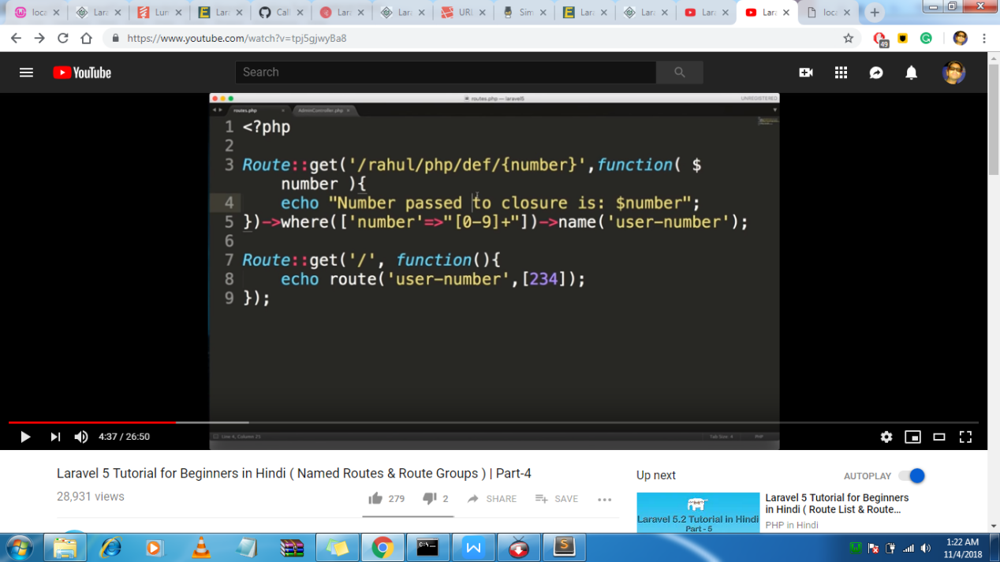 loca
Lara
Lum
Lara
Call
Lara
Lara
URL
Sim
Lara
Lara
Lara
Lara
loca
https://www.youtube.com/watch?v=tpj5gjwy8a8
49
YouTube
Search
routes.php — laravel5
UNREGISTERED
routes.php
AdminController.php
1 <?php
2
3 Route::get('/rahul/php/def/{number}',function( $
number ){
4 echo "Number passed to closure is: $number";
5 })->where(['number'=>"[0-9]+"])->name('user-number');
6
7 Route::get('/', function(){
8 echo route('user-number',[234]);
9 });
Line 4, Column 25
Tab Size: 4
PHP
4:37 / 26:50
Laravel 5 Tutorial for Beginners in Hindi ( Named Routes & Route Groups ) | Part-4
28,931 views
279
2
SHARE
SAVE
Up next
AUTOPLAY
Laravel 5.2 Tutorial in Hindi
Part - 5
Laravel 5 Tutorial for Beginners
in Hindi ( Route List & Route...
PHP in Hindi
1:22 AM
11/4/2018